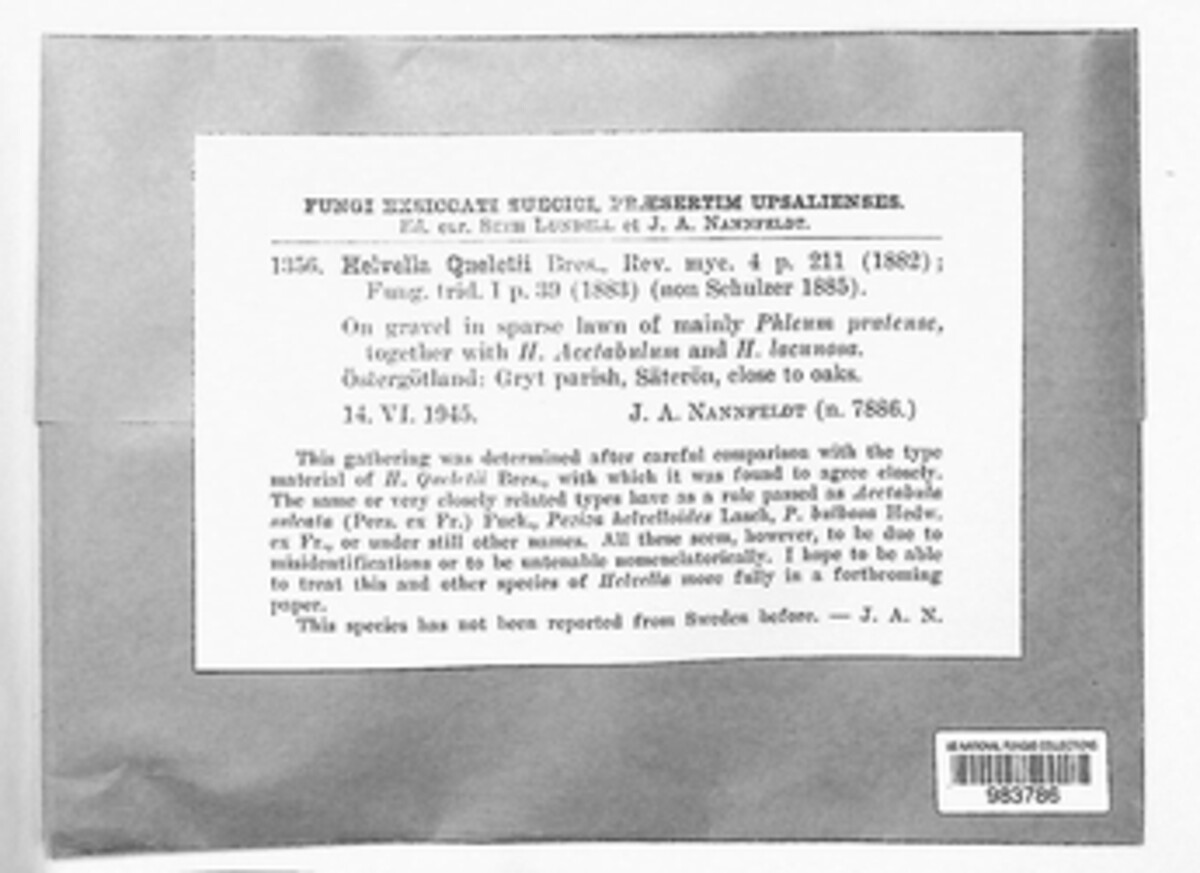 FUNGI EXSICCATI SUECICI, PRÆSERTIM UPSALIENSES.
Ed. cur. SETH LUNDELL et J. A. NANNFELDT.
1356. Helvella Queletii Bres., Rev. myc. 4 p. 211 (1882);
Fung. trid. I p. 39 (1883) (non Schulzer 1885).
On gravel in sparse lawn of mainly Phleum pratense,
together with H. Acetabulum and H. lacunosa.
Östergötland: Gryt parish, Säterön, close to oaks.
14. VI. 1945. J. A. NANNFELDT (n. 7886.)
This gathering was determined after careful comparison with the type
material of H. Queletii Bres., with which it was found to agree closely.
The same or very closely related types have as a rule passed as Acetabula
sulcata (Pers. ex Fr.) Fuck., Peziza helvelloides Lasch, P. bulbosa Hedw.
ex Fr., or under still other names. All these seem, however, to be due to
misidentifications or to be untenable nomenclatorically. I hope to be able
to treat this and other species of Helvella more fully in a forthcoming
paper.
This species has not been reported from Sweden before. — J. A. N.
US NATIONAL FUNGUS COLLECTIONS
983786